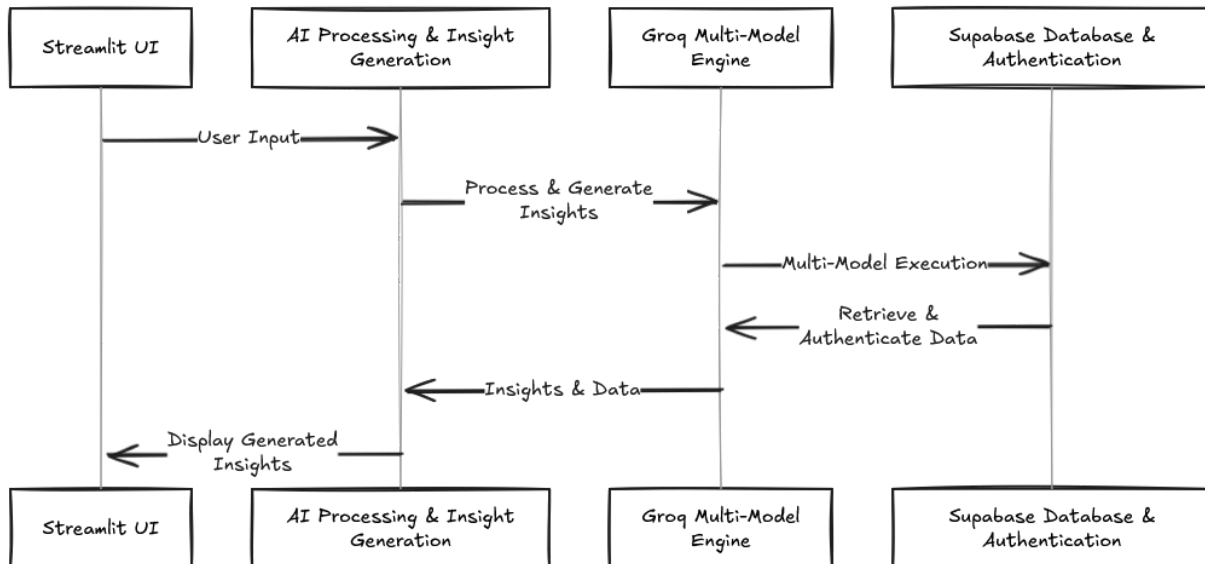 Streamlit UI
AI Processing & Insight
Generation
Groq Multi-Model
Engine
Supabase Database &
Authentication
User Input
Process & Generate
Insights
Multi-Model Execution
Retrieve &
Authenticate Data
Insights & Data
Display Generated
Insights
Streamlit UI
AI Processing & Insight
Generation
Groq Multi-Model
Engine
Supabase Database &
Authentication